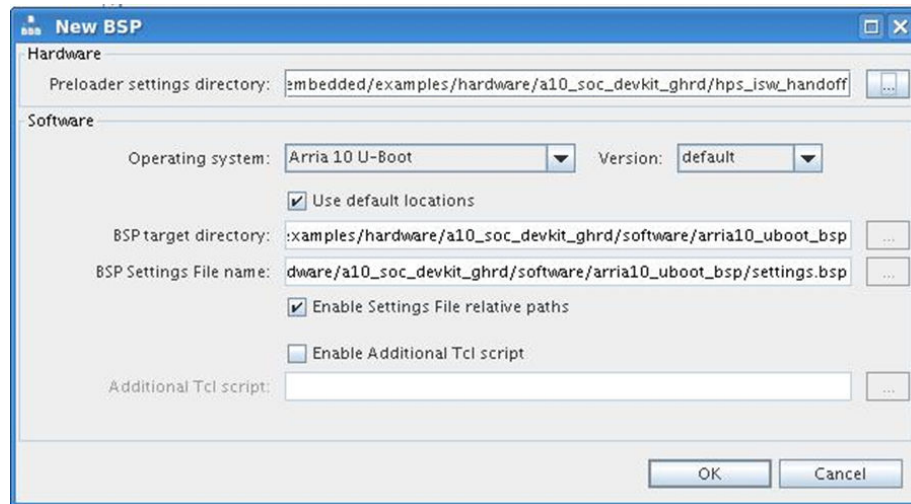 New BSP
Hardware
Preloader settings directory: embedded/examples/hardware/a10_soc_devkit_ghrd/hps_isw_handoff ...
Software
Operating system: Arria 10 U-Boot Version: default
Use default locations
BSP target directory: examples/hardware/a10_soc_devkit_ghrd/software/arria10_uboot_bsp ...
BSP Settings File name: dware/a10_soc_devkit_ghrd/software/arria10_uboot_bsp/settings.bsp ...
Enable Settings File relative paths
Enable Additional Tcl script
Additional Tcl script: ...
OK Cancel